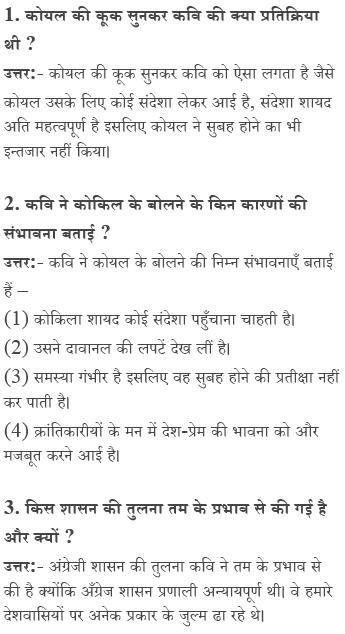 1. कोयल की कूक सुनकर कवि की क्या प्रतिक्रिया
थी ?
उत्तर:- कोयल की कूक सुनकर कवि को ऐसा लगता है जैसे
कोयल उसके लिए कोई संदेशा लेकर आई है, संदेशा शायद
अति महत्वपूर्ण है इसलिए कोयल ने सुबह होने का भी
इन्तजार नहीं किया।
2. कवि ने कोकिल के बोलने के किन कारणों की
संभावना बताई ?
उत्तर:- कवि ने कोयल के बोलने की निम्न संभावनाएँ बताई
हैं –
(1) कोकिला शायद कोई संदेशा पहुँचाना चाहती है।
(2) उसने दावानल की लपटें देख लीं है।
(3) समस्या गंभीर है इसलिए वह सुबह होने की प्रतीक्षा नहीं
कर पाती है।
(4) क्रांतिकारीयों के मन में देश-प्रेम की भावना को और
मजबूत करने आई है।
3. किस शासन की तुलना तम के प्रभाव से की गई है
और क्यों ?
उत्तर:- अंग्रेजी शासन की तुलना कवि ने तम के प्रभाव से
की है क्योंकि अँग्रेज शासन प्रणाली अन्यायपूर्ण थी। वे हमारे
देशवासियों पर अनेक प्रकार के जुल्म ढा रहे थे।